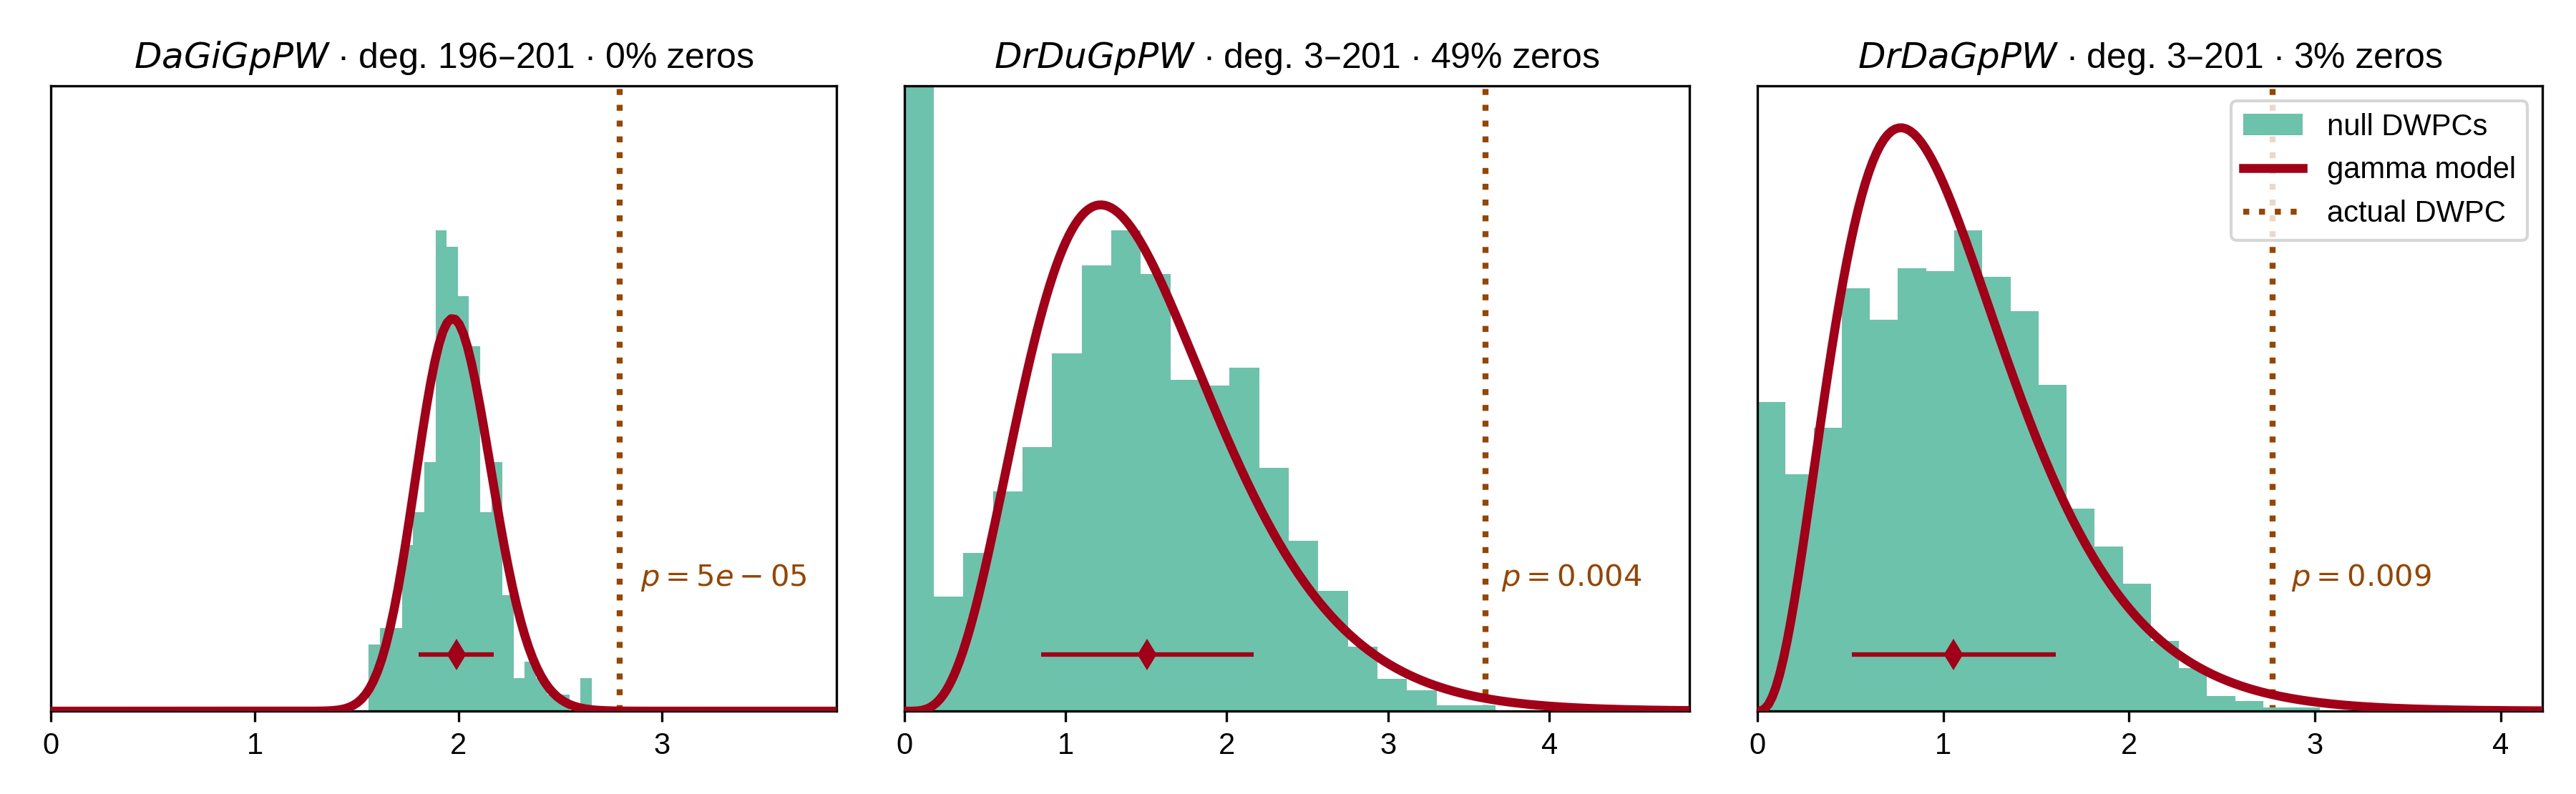 DaGiGpPW · deg. 196–201 · 0% zeros
p = 5e − 05
0 1 2 3
DrDuGpPW · deg. 3–201 · 49% zeros
p = 0.004
0 1 2 3 4
DrDaGpPW · deg. 3–201 · 3% zeros
null DWPCs
gamma model
actual DWPC
p = 0.009
0 1 2 3 4